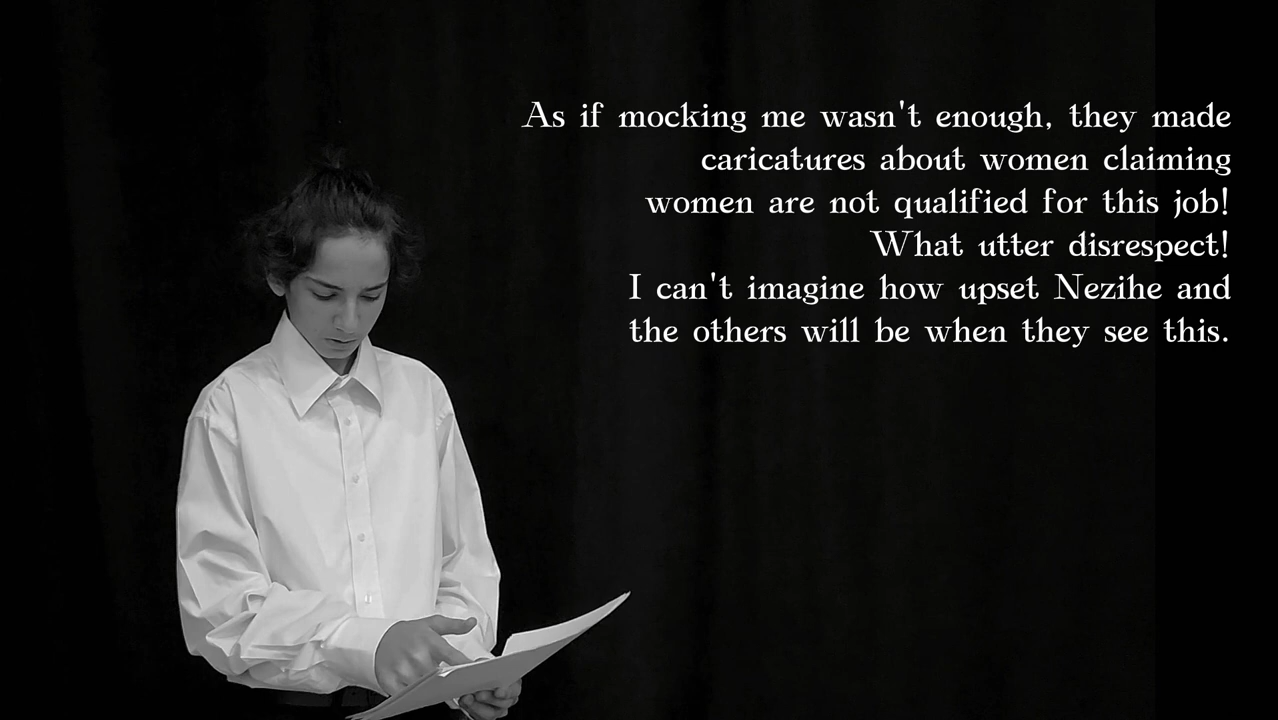 As if mocking me wasn't enough, they made
caricatures about women claiming
women are not qualified for this job!
What utter disrespect!
I can't imagine how upset Nezihe and
the others will be when they see this.